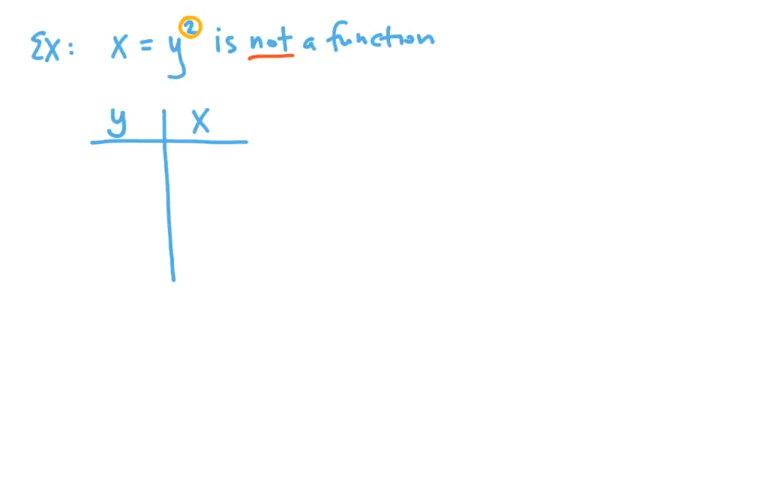 Ex: x = y² is not a function
y x